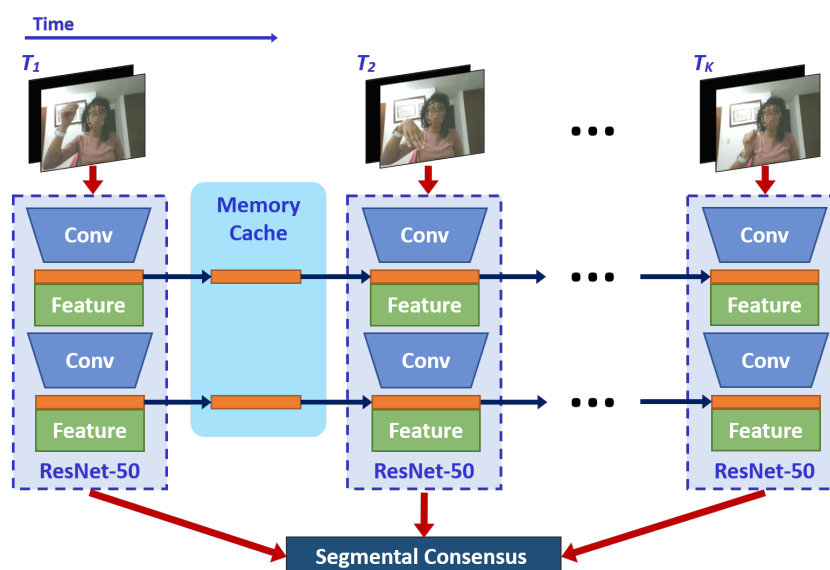 Time
T1
T2
TK
Memory
Cache
Conv
Conv
Conv
Feature
Feature
Feature
Conv
Conv
Conv
Feature
Feature
Feature
ResNet-50
ResNet-50
ResNet-50
Segmental Consensus